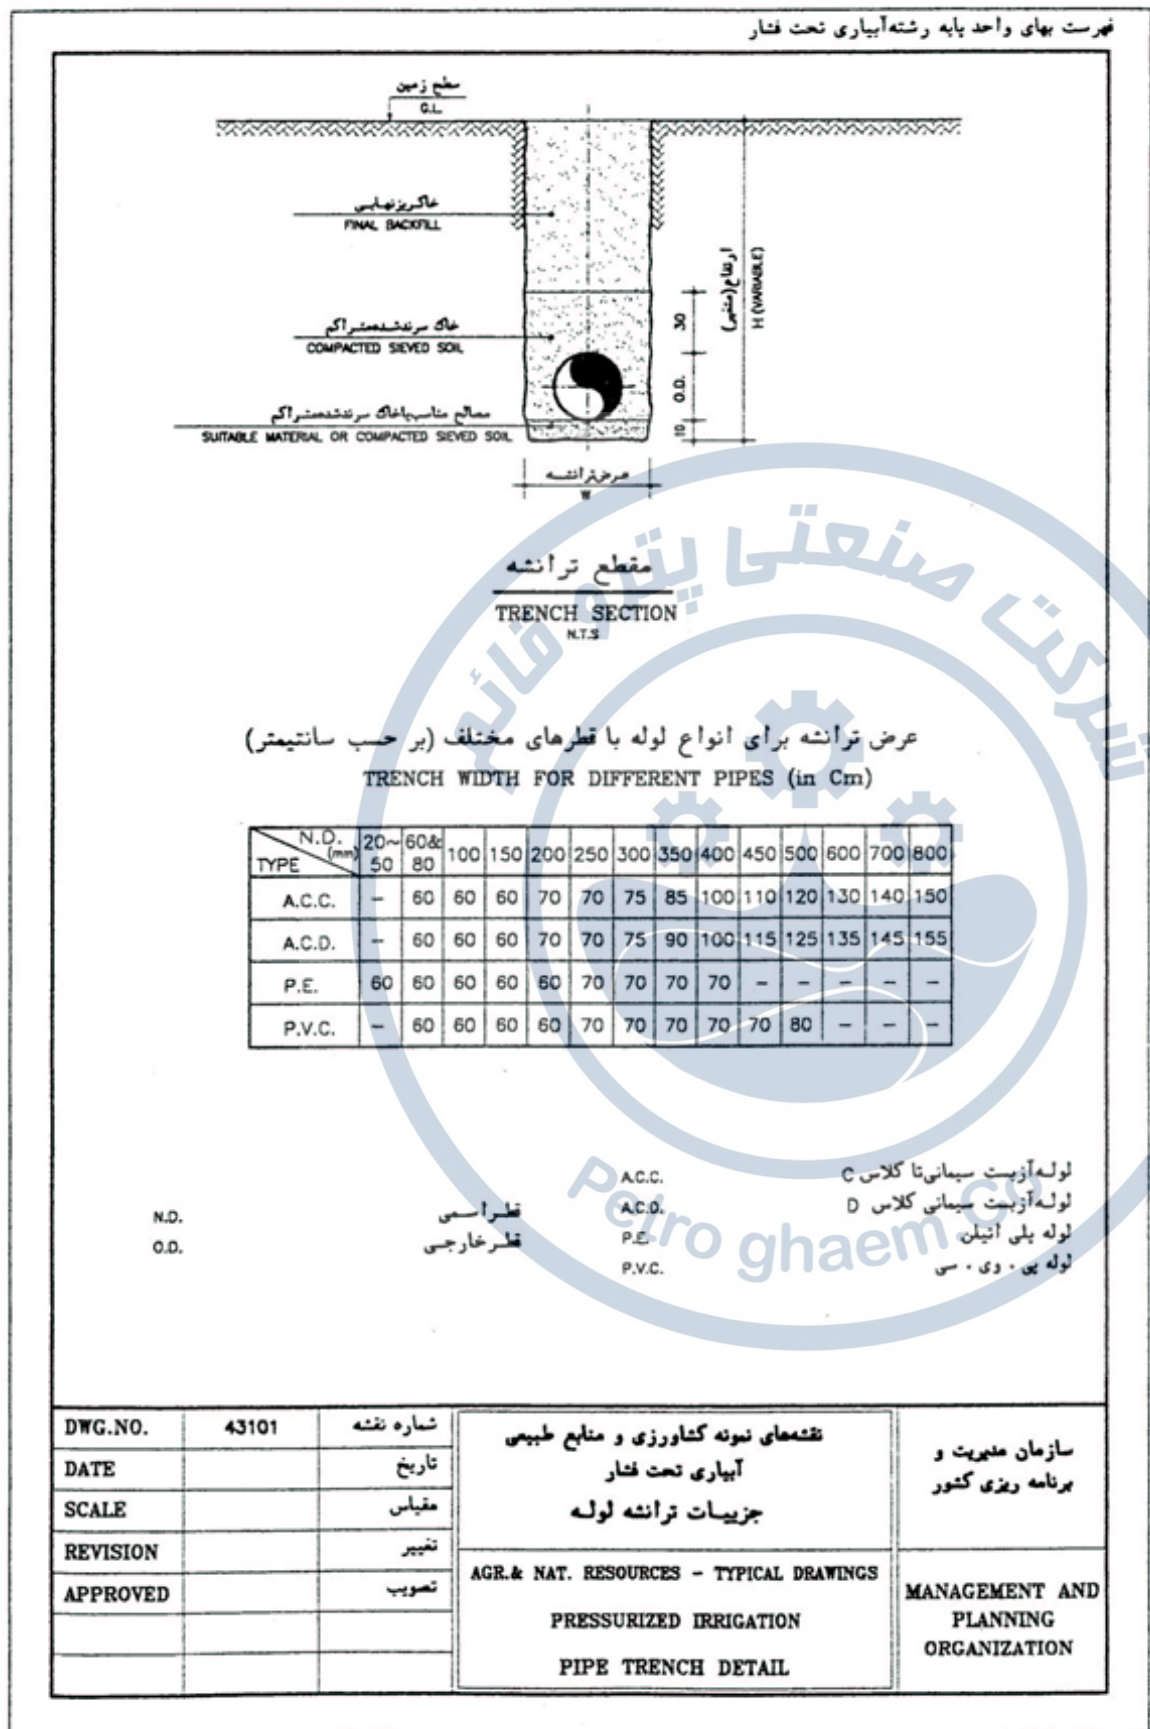 فهرست بهای واحد پایه رشته آبیاری تحت فشار
سطح زمین
G.L.
خاکریز نهایی
FINAL BACKFILL
خاک سرند شده متراکم
COMPACTED SIEVED SOIL
مصالح مناسب یا خاک سرند شده متراکم
SUITABLE MATERIAL OR COMPACTED SIEVED SOIL
30
O.D.
10
ارتفاع (متغیر)
H (VARIABLE)
عرض ترانشه
W
مقطع ترانشه
TRENCH SECTION
N.T.S
عرض ترانشه برای انواع لوله با قطرهای مختلف (بر حسب سانتیمتر)
TRENCH WIDTH FOR DIFFERENT PIPES (in Cm)
N.D. (mm) TYPE 20~50 60&80 100 150 200 250 300 350 400 450 500 600 700 800
A.C.C. - 60 60 60 70 70 75 85 100 110 120 130 140 150
A.C.D. - 60 60 60 70 70 75 90 100 115 125 135 145 155
P.E. 60 60 60 60 60 70 70 70 70 - - - - -
P.V.C. - 60 60 60 60 70 70 70 70 70 80 - - -
A.C.C. لوله آزبست سیمانی تا کلاس C
A.C.D. لوله آزبست سیمانی کلاس D
P.E. لوله پلی اتیلن
P.V.C. لوله پی . وی . سی
N.D. قطر اسمی
O.D. قطر خارجی
شرکت صنعتی پترو قائم
Petro ghaem.Co
DWG.NO. 43101 شماره نقشه
DATE تاریخ
SCALE مقیاس
REVISION تغییر
APPROVED تصویب
نقشه‌های نمونه کشاورزی و منابع طبیعی
آبیاری تحت فشار
جزییات ترانشه لوله
AGR.& NAT. RESOURCES - TYPICAL DRAWINGS
PRESSURIZED IRRIGATION
PIPE TRENCH DETAIL
سازمان مدیریت و
برنامه ریزی کشور
MANAGEMENT AND
PLANNING
ORGANIZATION